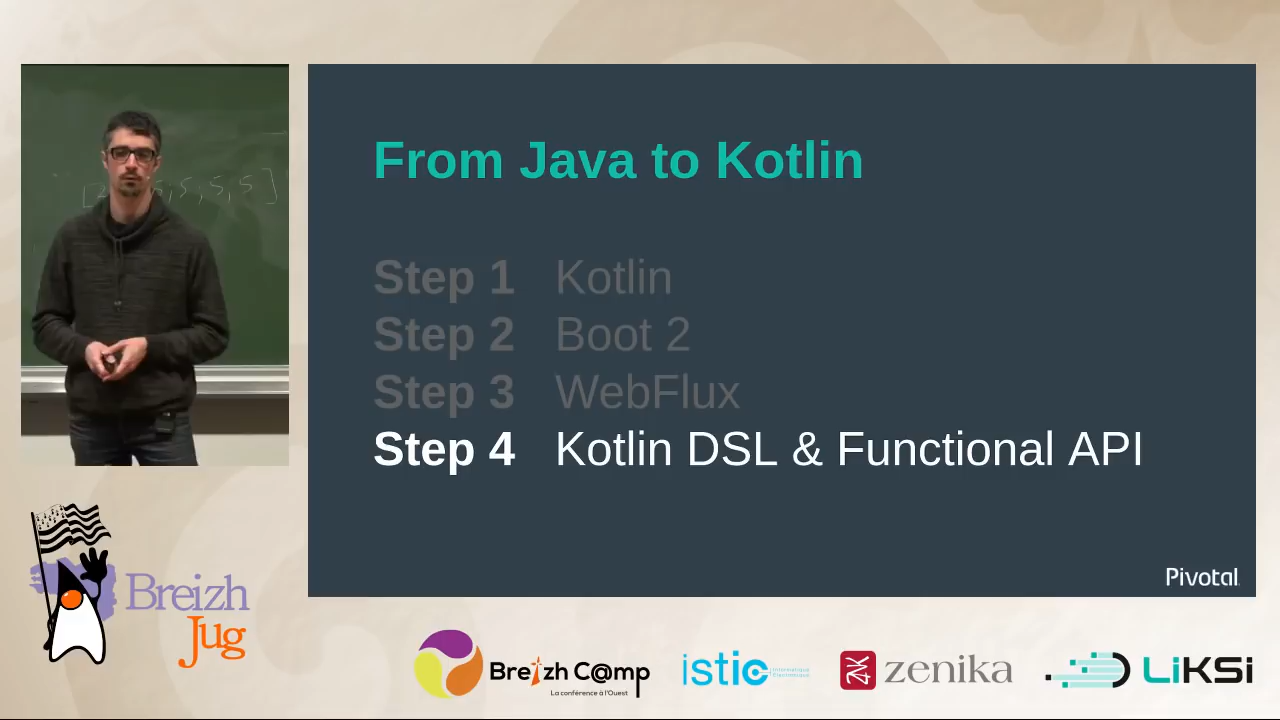 From Java to Kotlin
Step 1 Kotlin
Step 2 Boot 2
Step 3 WebFlux
Step 4 Kotlin DSL & Functional API
Pivotal
Breizh
Jug
Breizh C@mp
La conférence à l'Ouest
istic
zenika
LiKSi